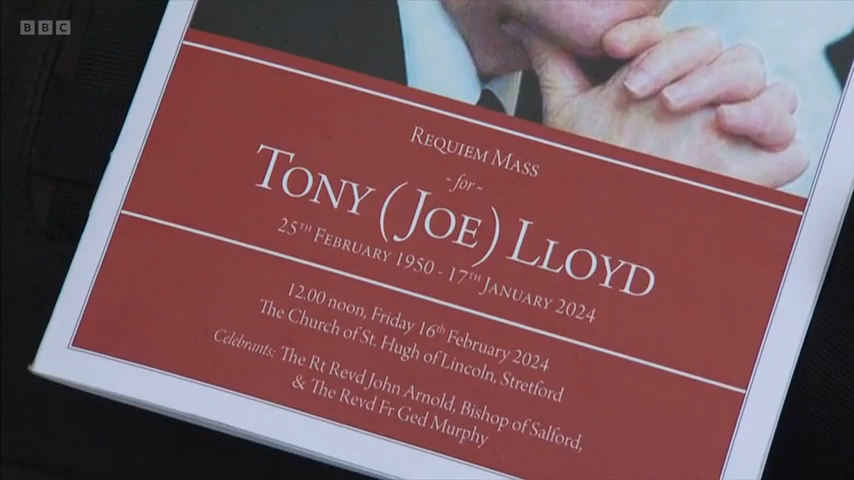 BBC
REQUIEM MASS
- for -
TONY (JOE) LLOYD
25TH FEBRUARY 1950 - 17TH JANUARY 2024
12.00 noon, Friday 16th February 2024
The Church of St. Hugh of Lincoln, Stretford
Celebrants: The Rt Revd John Arnold, Bishop of Salford,
& The Revd Fr Ged Murphy